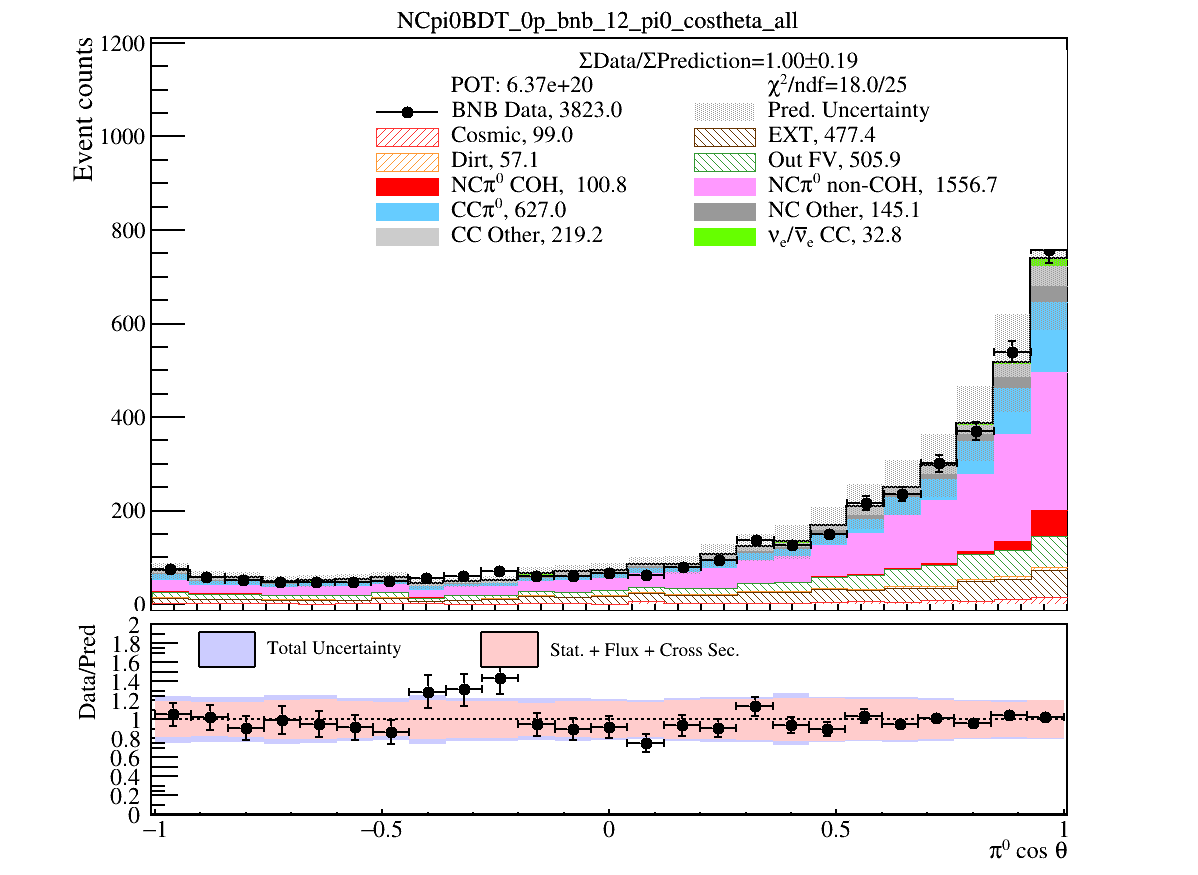 NCpi0BDT_0p_bnb_12_pi0_costheta_all
Event counts
1200
1000
800
600
400
200
0
ΣData/ΣPrediction=1.00±0.19
POT: 6.37e+20
χ²/ndf=18.0/25
BNB Data, 3823.0
Pred. Uncertainty
Cosmic, 99.0
EXT, 477.4
Dirt, 57.1
Out FV, 505.9
NCπ⁰ COH, 100.8
NCπ⁰ non-COH, 1556.7
CCπ⁰, 627.0
NC Other, 145.1
CC Other, 219.2
νₑ/ν̅ₑ CC, 32.8
Data/Pred
2
1.8
1.6
1.4
1.2
1
0.8
0.6
0.4
0.2
0
Total Uncertainty
Stat. + Flux + Cross Sec.
−1
−0.5
0
0.5
1
π⁰ cos θ